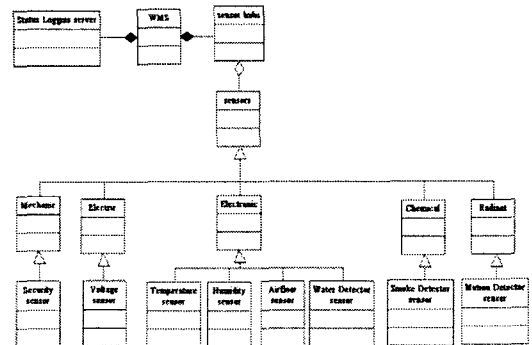 Status Loggon server
WMS
sensor hubs
sensors
Mechanic
Electric
Electronic
Chemical
Radiant
Security
sensor
Voltage
sensor
Temperature
sensor
Humidity
sensor
Airflow
sensor
Water Detector
sensor
Smoke Detector
sensor
Motion Detector
sensor